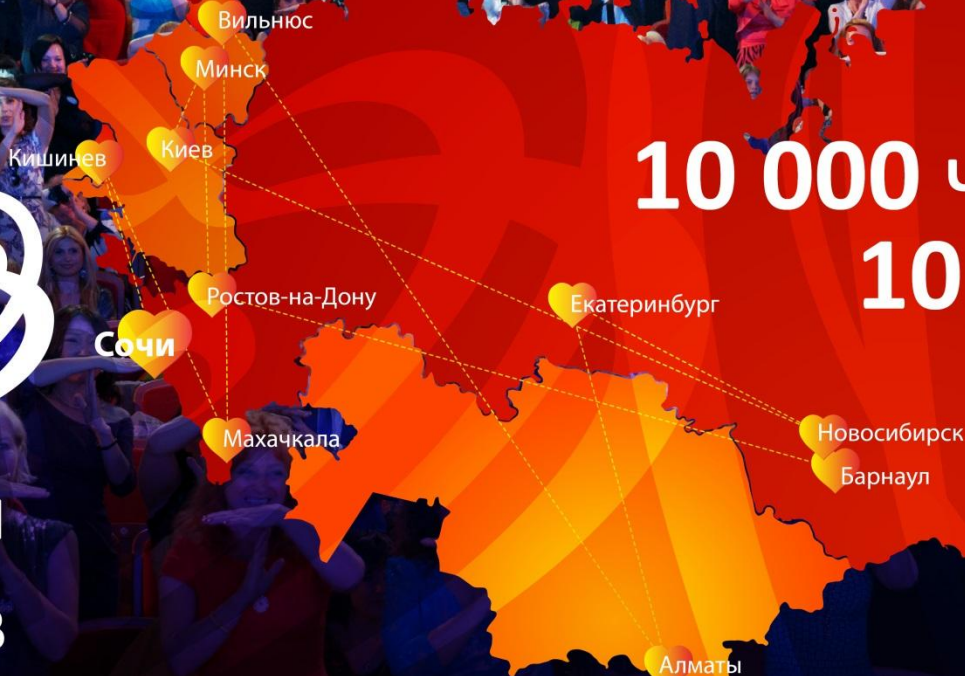 Вильнюс
Минск
Киев
Кишинев
10 000
10
Ростов-на-Дону
Екатеринбург
Сочи
Махачкала
Новосибирск
Барнаул
Алматы